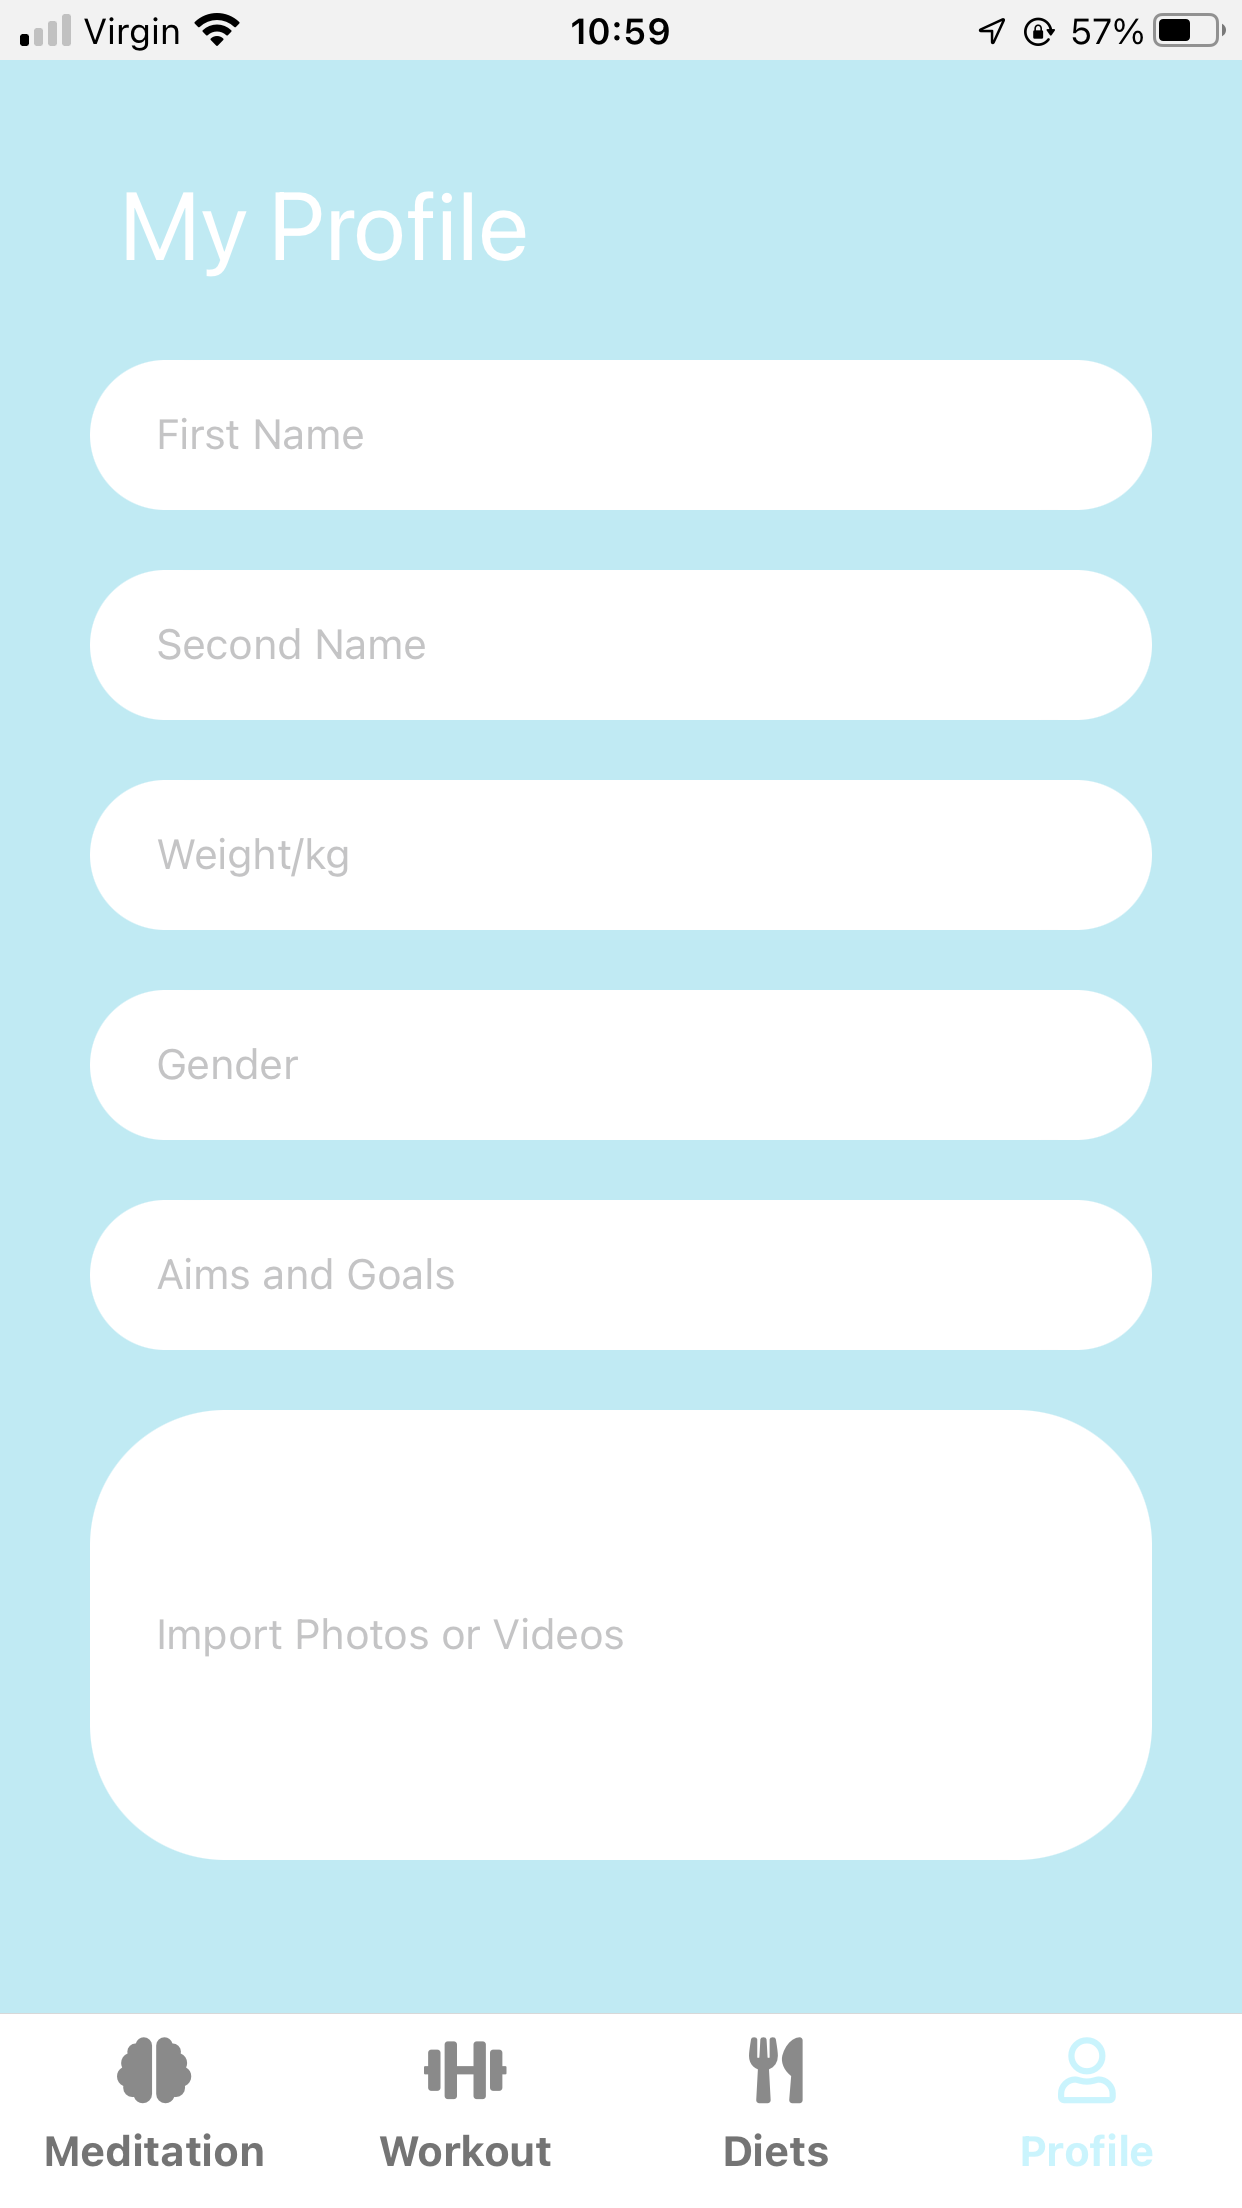 Virgin 10:59 57%
My Profile
First Name
Second Name
Weight/kg
Gender
Aims and Goals
Import Photos or Videos
Meditation Workout Diets Profile